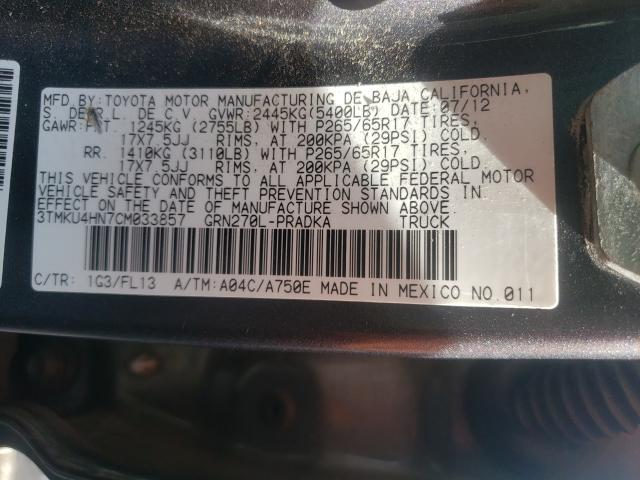 MFD.BY:TOYOTA MOTOR MANUFACTURING DE BAJA CALIFORNIA,
S. DE R.L. DE C.V. GVWR:2445KG(5400LB) DATE:07/12
GAWR:FRT. 1245KG (2755LB) WITH P265/65R17 TIRES,
17X7.5JJ RIMS, AT 200KPA (29PSI) COLD.
RR. 1410KG (3110LB) WITH P265/65R17 TIRES,
17X7.5JJ RIMS, AT 200KPA (29PSI) COLD
THIS VEHICLE CONFORMS TO ALL APPLICABLE FEDERAL MOTOR
VEHICLE SAFETY AND THEFT PREVENTION STANDARDS IN
EFFECT ON THE DATE OF MANUFACTURE SHOWN ABOVE.
3TMKU4HN7CM033857 GRN270L-PRADKA TRUCK
C/TR: 1G3/FL13 A/TM:A04C/A750E MADE IN MEXICO NO.011